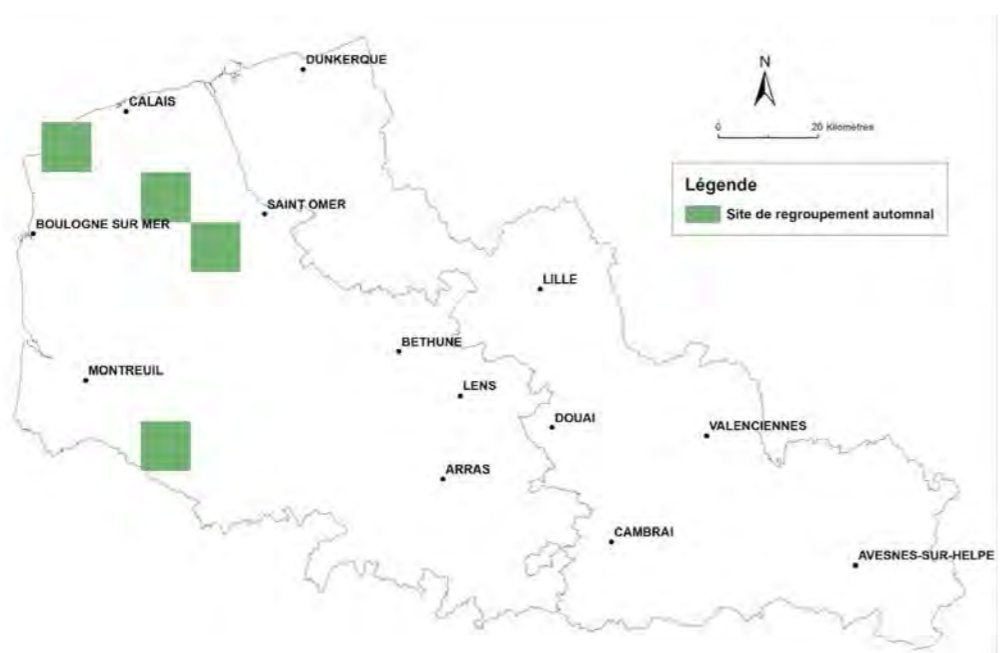 DUNKERQUE
N
CALAIS
0 20 Kilomètres
Légende
Site de regroupement automnal
SAINT OMER
BOULOGNE SUR MER
LILLE
BETHUNE
MONTREUIL
LENS
DOUAI
VALENCIENNES
ARRAS
CAMBRAI
AVESNES-SUR-HELPE